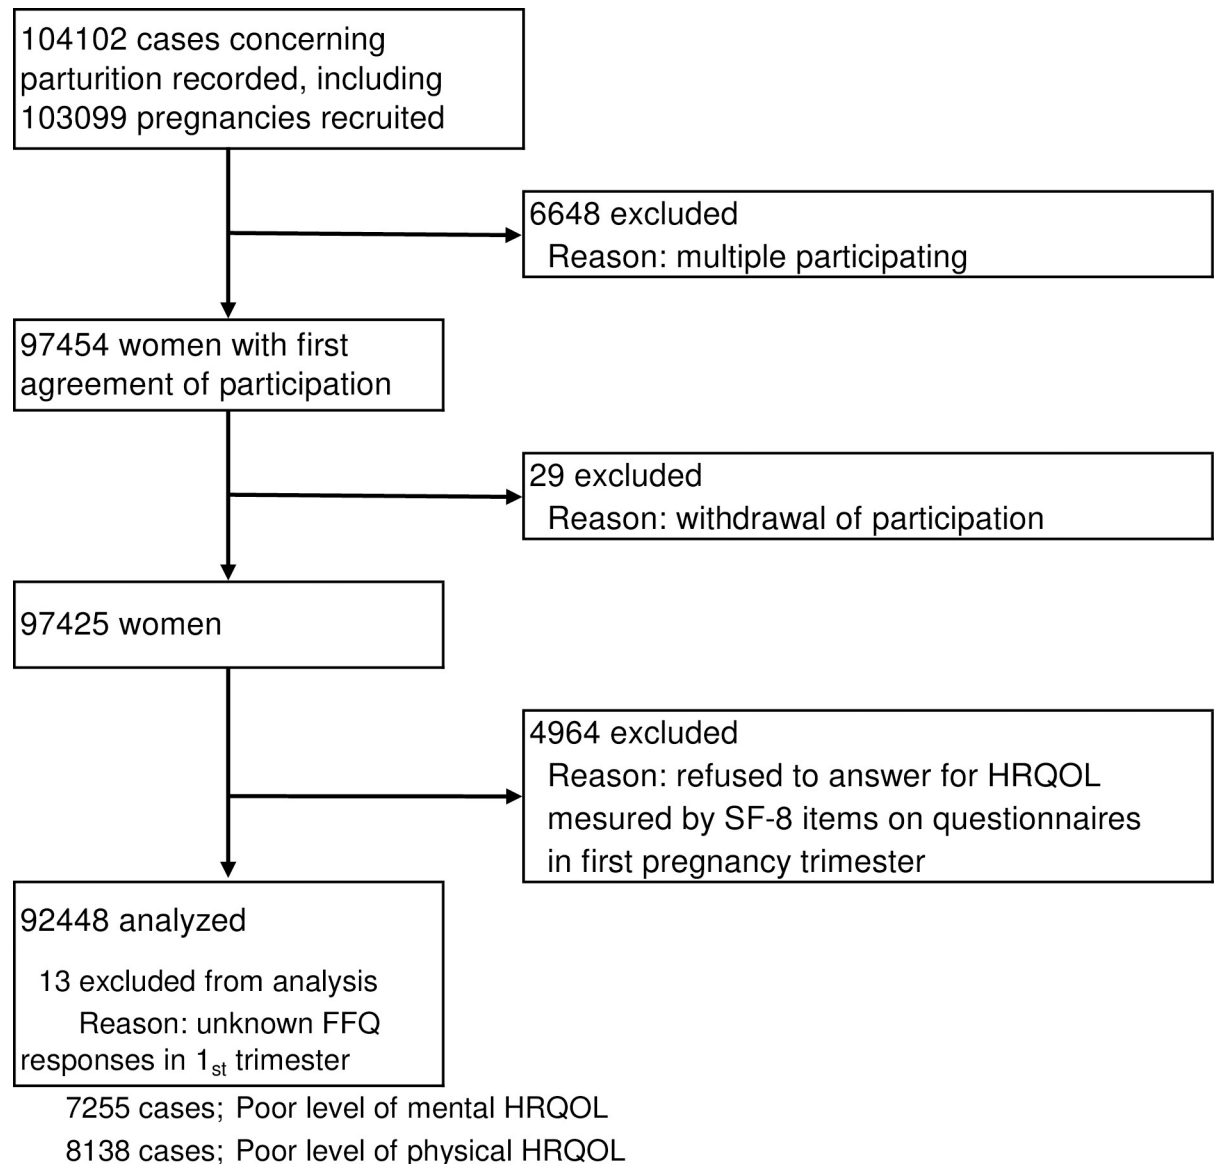 104102 cases concerning
parturition recorded, including
103099 pregnancies recruited
6648 excluded
Reason: multiple participating
97454 women with first
agreement of participation
29 excluded
Reason: withdrawal of participation
97425 women
4964 excluded
Reason: refused to answer for HRQOL
mesured by SF-8 items on questionnaires
in first pregnancy trimester
92448 analyzed
13 excluded from analysis
Reason: unknown FFQ
responses in 1st trimester
7255 cases; Poor level of mental HRQOL
8138 cases; Poor level of physical HRQOL